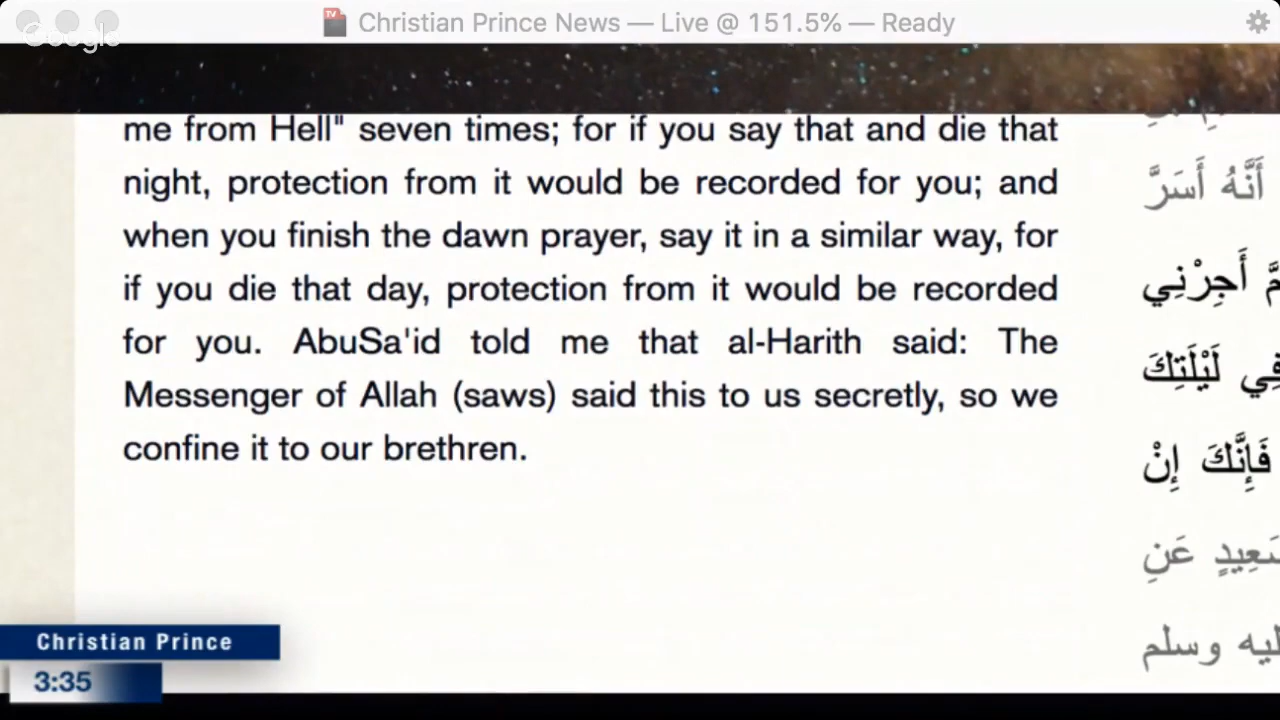 Christian Prince News — Live @ 151.5% — Ready
Google
me from Hell" seven times; for if you say that and die that
night, protection from it would be recorded for you; and
when you finish the dawn prayer, say it in a similar way, for
if you die that day, protection from it would be recorded
for you. AbuSa'id told me that al-Harith said: The
Messenger of Allah (saws) said this to us secretly, so we
confine it to our brethren.
أَنَّهُ أَسَرَّ
أَجِرْنِي
لَيْلَتِكَ
فَإِنَّكَ إِنْ
عَنِ
وسلم
Christian Prince
3:35